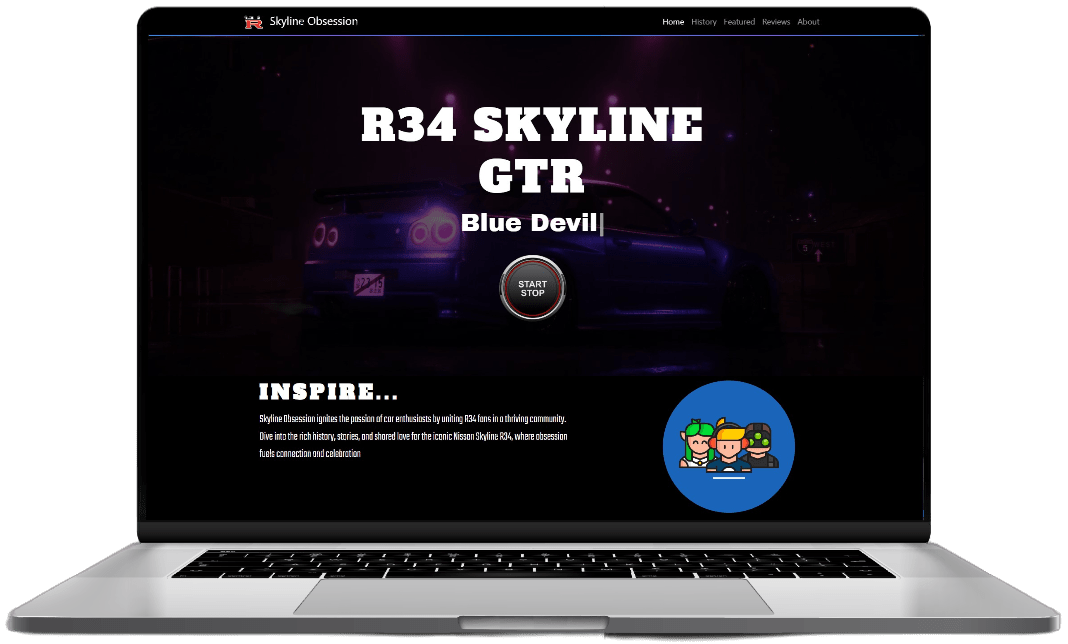 R Skyline Obsession
Home History Featured Reviews About
R34 SKYLINE
GTR
Blue Devil
START
STOP
INSPIRE...
Skyline Obsession ignites the passion of car enthusiasts by uniting R34 fans in a thriving community.
Dive into the rich history, stories, and shared love for the iconic Nissan Skyline R34, where obsession
fuels connection and celebration